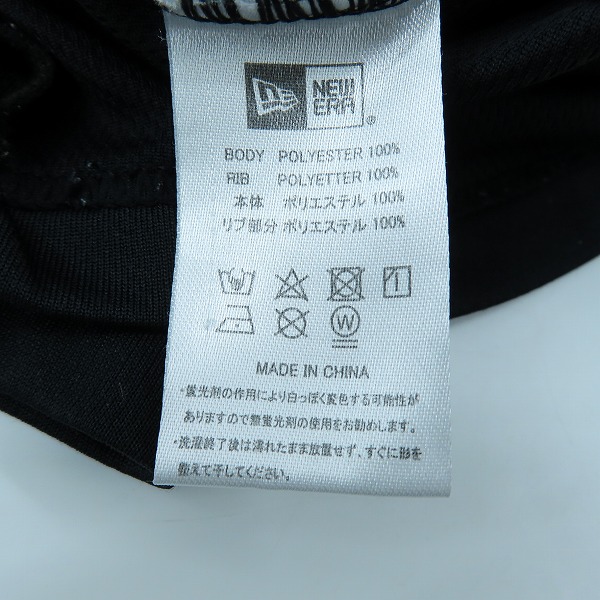 NEW
ERA®
BODY POLYESTER 100%
RIB POLYETTER 100%
本体 ポリエステル 100%
リブ部分 ポリエステル 100%
W
MADE IN CHINA
・蛍光剤の作用により白っぽく変色する可能性が
ありますので無蛍光剤の使用をお勧めします。
・洗濯終了後は濡れたまま放置せず、すぐに形を
整えて干してください。